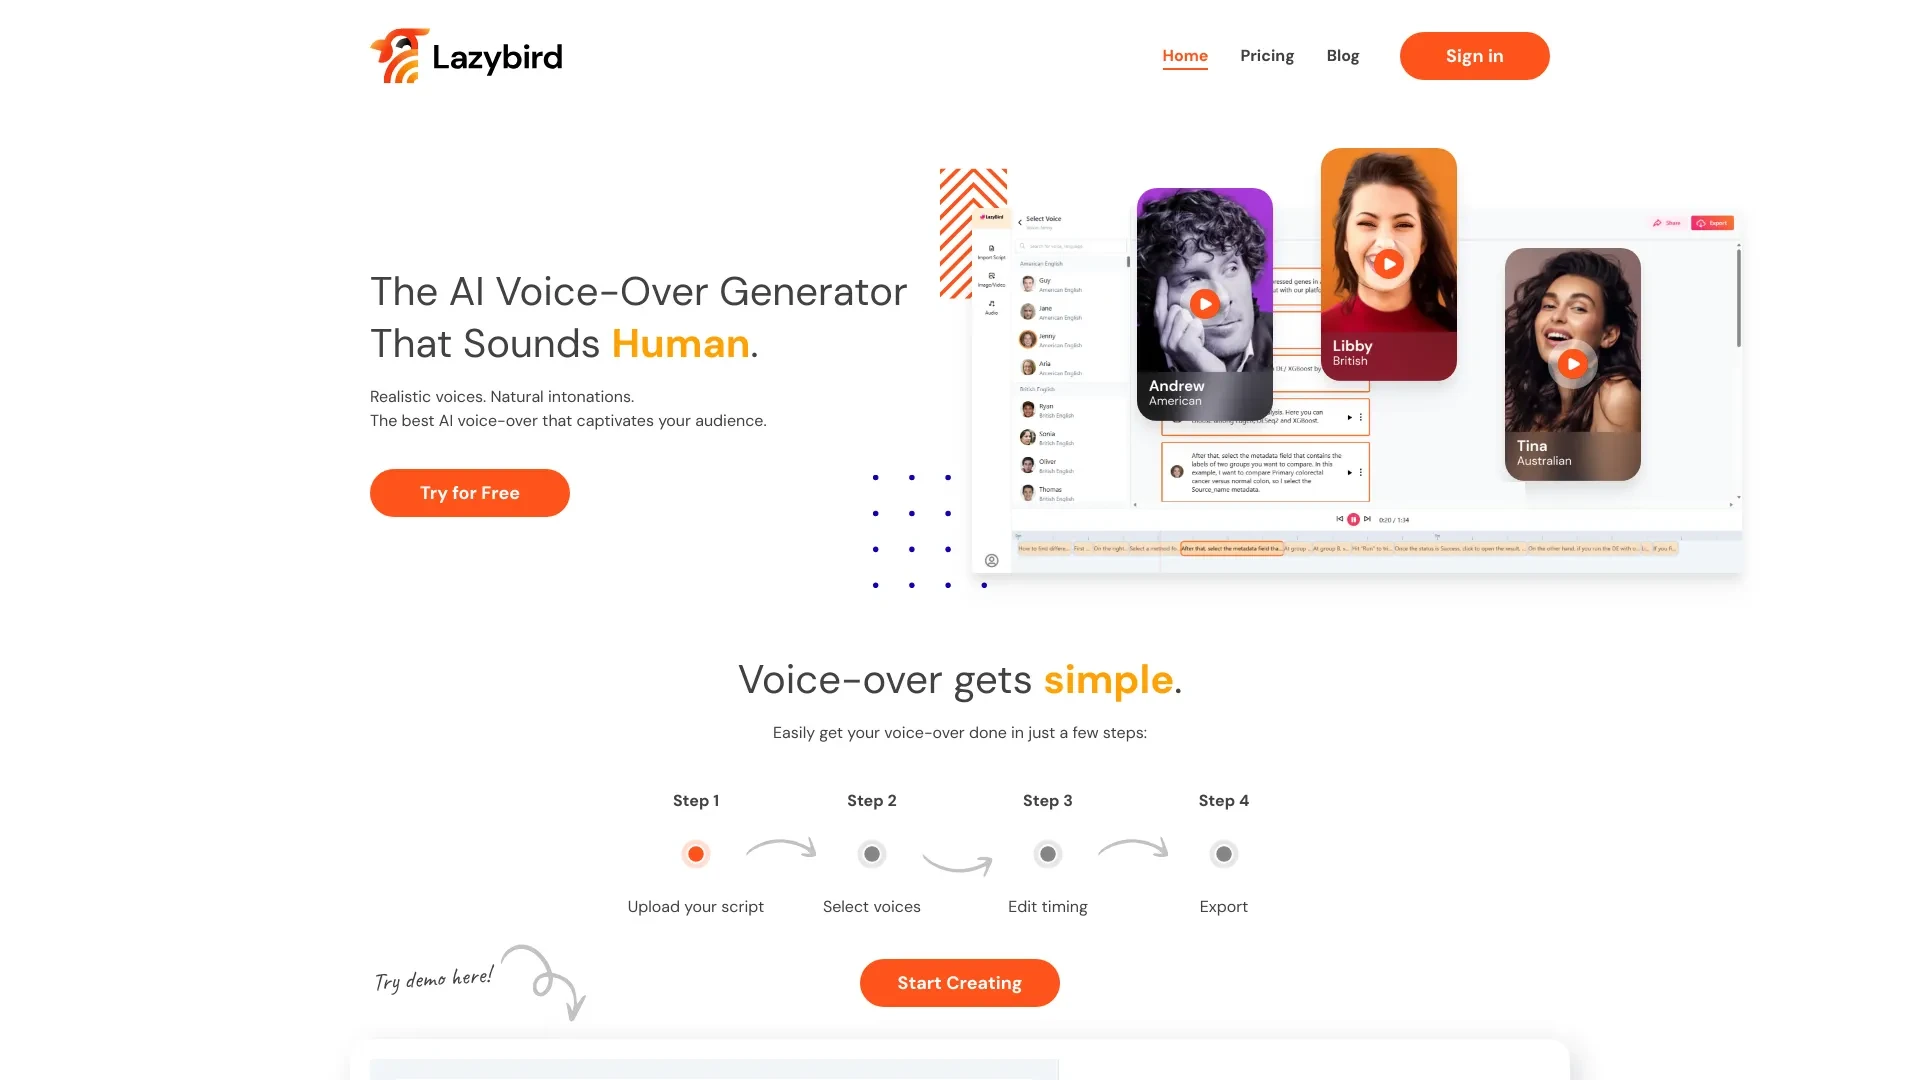 Lazybird
Home
Pricing
Blog
Sign in
The AI Voice-Over Generator
That Sounds Human.
Realistic voices. Natural intonations.
The best AI voice-over that captivates your audience.
Try for Free
LazyBird
Import Script
Image/Video
Audio
Select Voice
American English
Guy
American English
Jane
American English
Jenny
American English
Aria
American English
British English
Ryan
British English
Sonia
British English
Oliver
British English
Thomas
British English
Share
Export
Andrew
American
Libby
British
Tina
Australian
After that, select the metadata field that contains the
labels of two groups you want to compare. In this
example, I want to compare Primary colorectal
cancer versus normal colon, so I select the
Source_name metadata.
0:20 / 1:34
Voice-over gets simple.
Easily get your voice-over done in just a few steps:
Step 1
Step 2
Step 3
Step 4
Upload your script
Select voices
Edit timing
Export
Try demo here!
Start Creating